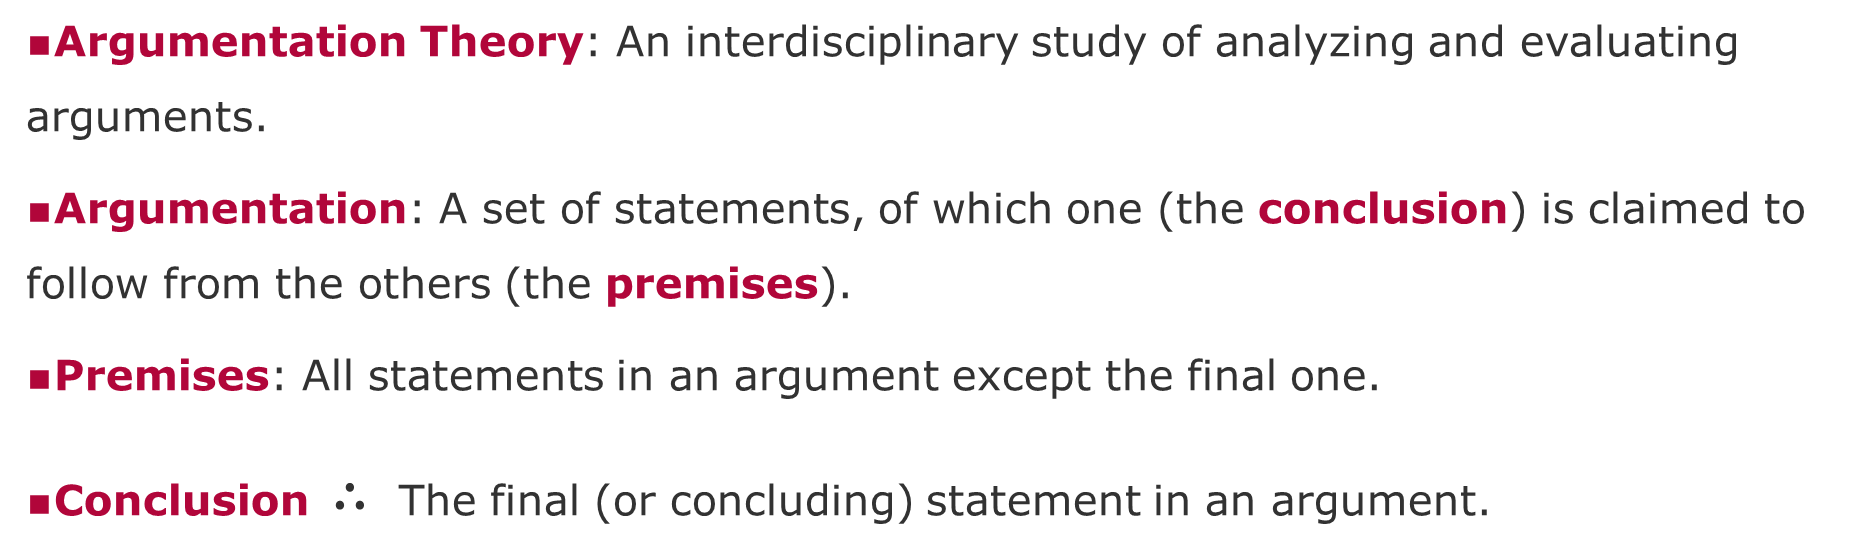 ▪Argumentation Theory: An interdisciplinary study of analyzing and evaluating
arguments.
▪Argumentation: A set of statements, of which one (the conclusion) is claimed to
follow from the others (the premises).
▪Premises: All statements in an argument except the final one.
▪Conclusion ∴ The final (or concluding) statement in an argument.